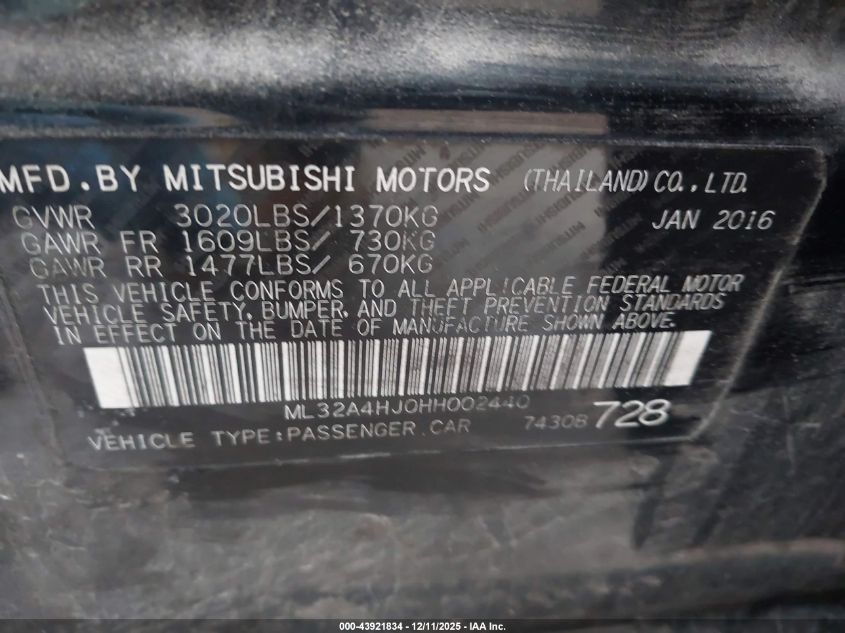 MFD.BY MITSUBISHI MOTORS (THAILAND) CO.,LTD.
GVWR 3020LBS/1370KG JAN 2016
GAWR FR 1609LBS/ 730KG
GAWR RR 1477LBS/ 670KG
THIS VEHICLE CONFORMS TO ALL APPLICABLE FEDERAL MOTOR
VEHICLE SAFETY, BUMPER, AND THEFT PREVENTION STANDARDS
IN EFFECT ON THE DATE OF MANUFACTURE SHOWN ABOVE.
ML32A4HJ0HH002440
VEHICLE TYPE:PASSENGER CAR 7430B 728
000-43921834 - 12/11/2025 - IAA Inc.